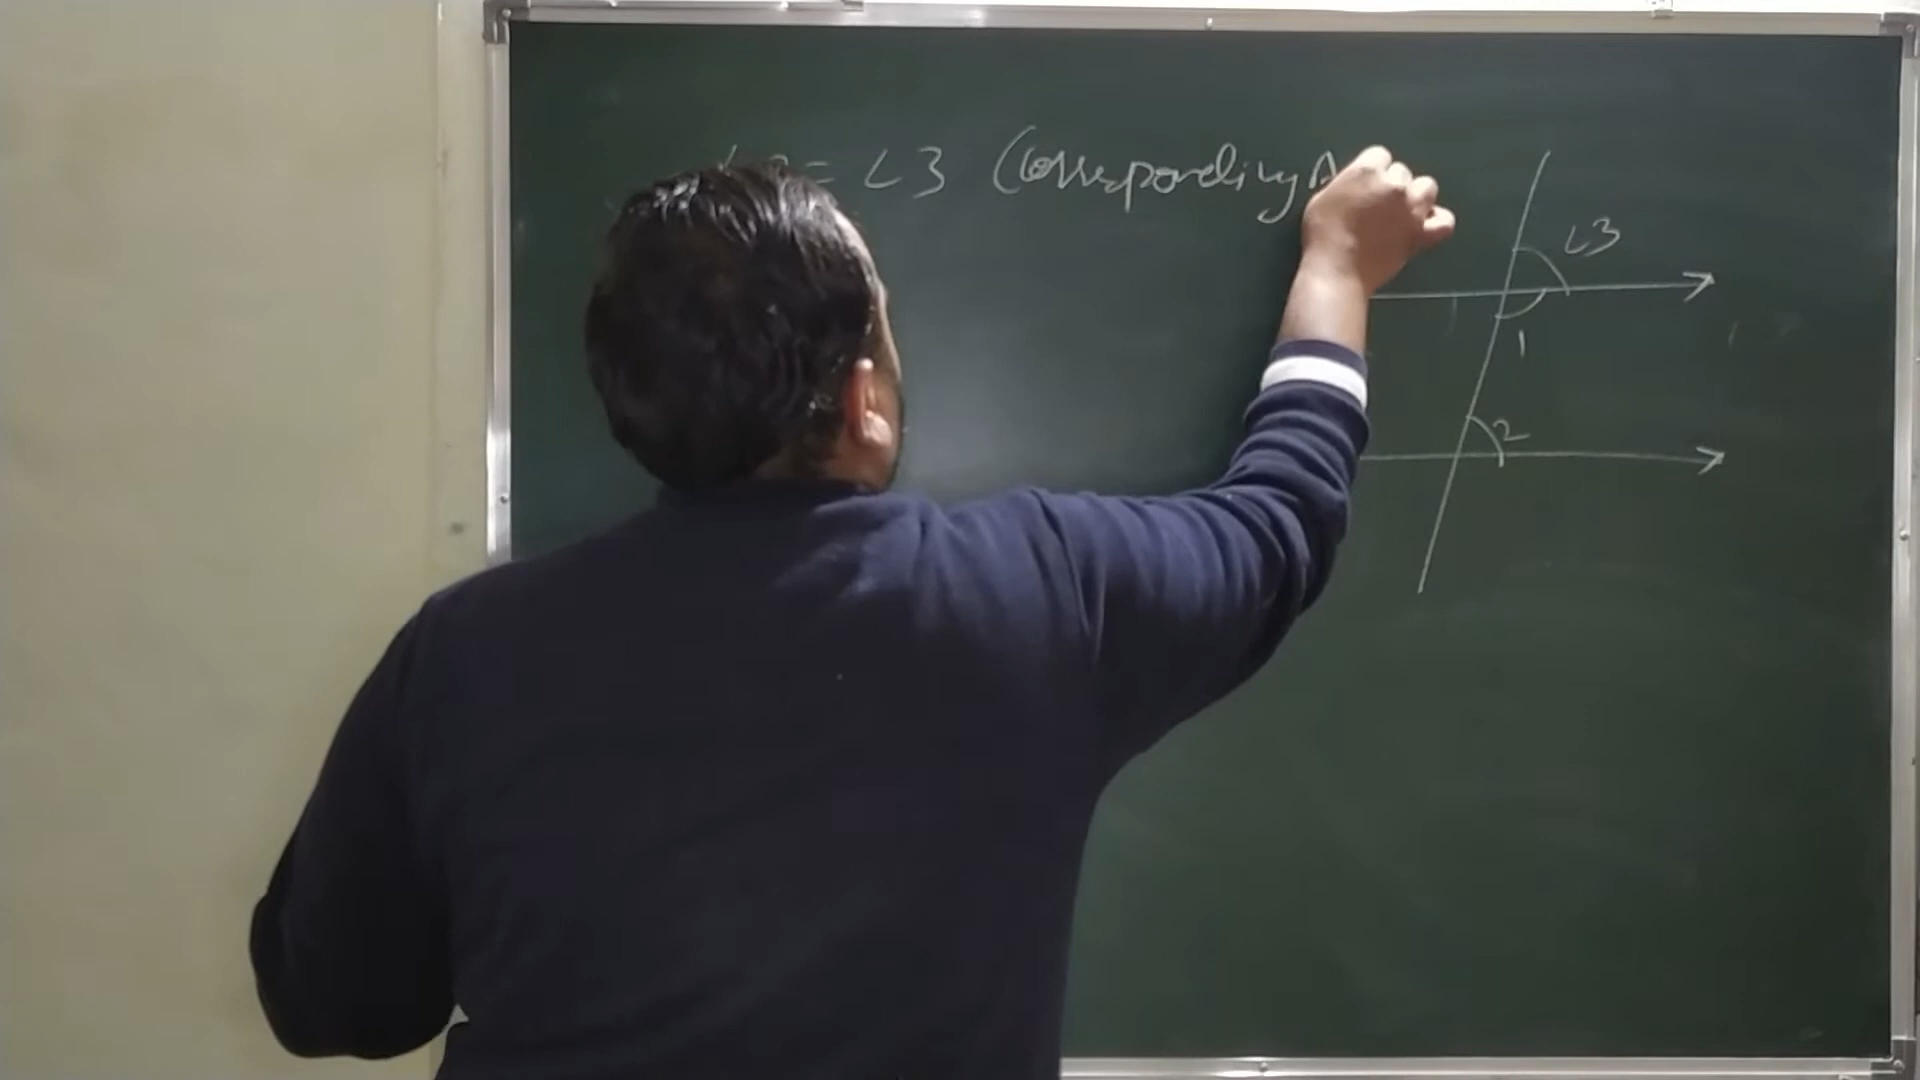 = ∠3 (Corresponding
∠3
1
2